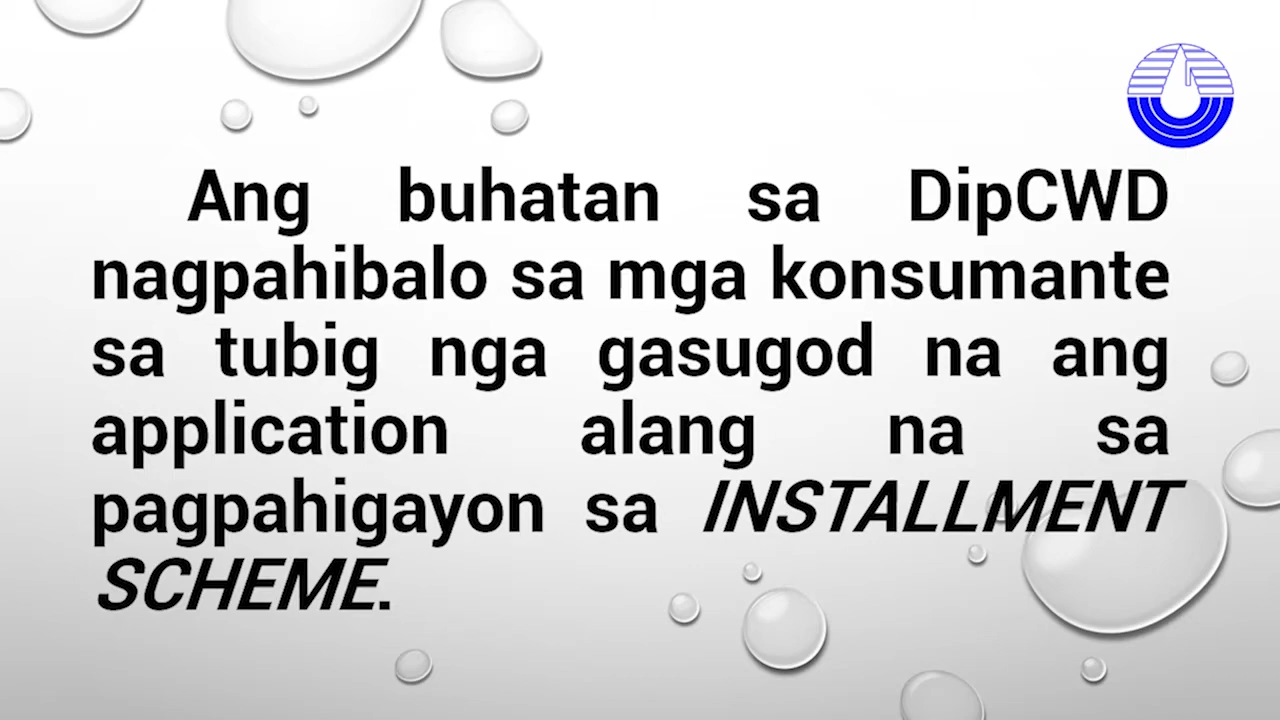 Ang buhatan sa DipCWD
nagpahibalo sa mga konsumante
sa tubig nga gasugod na ang
application alang na sa
pagpahigayon sa INSTALLMENT
SCHEME.